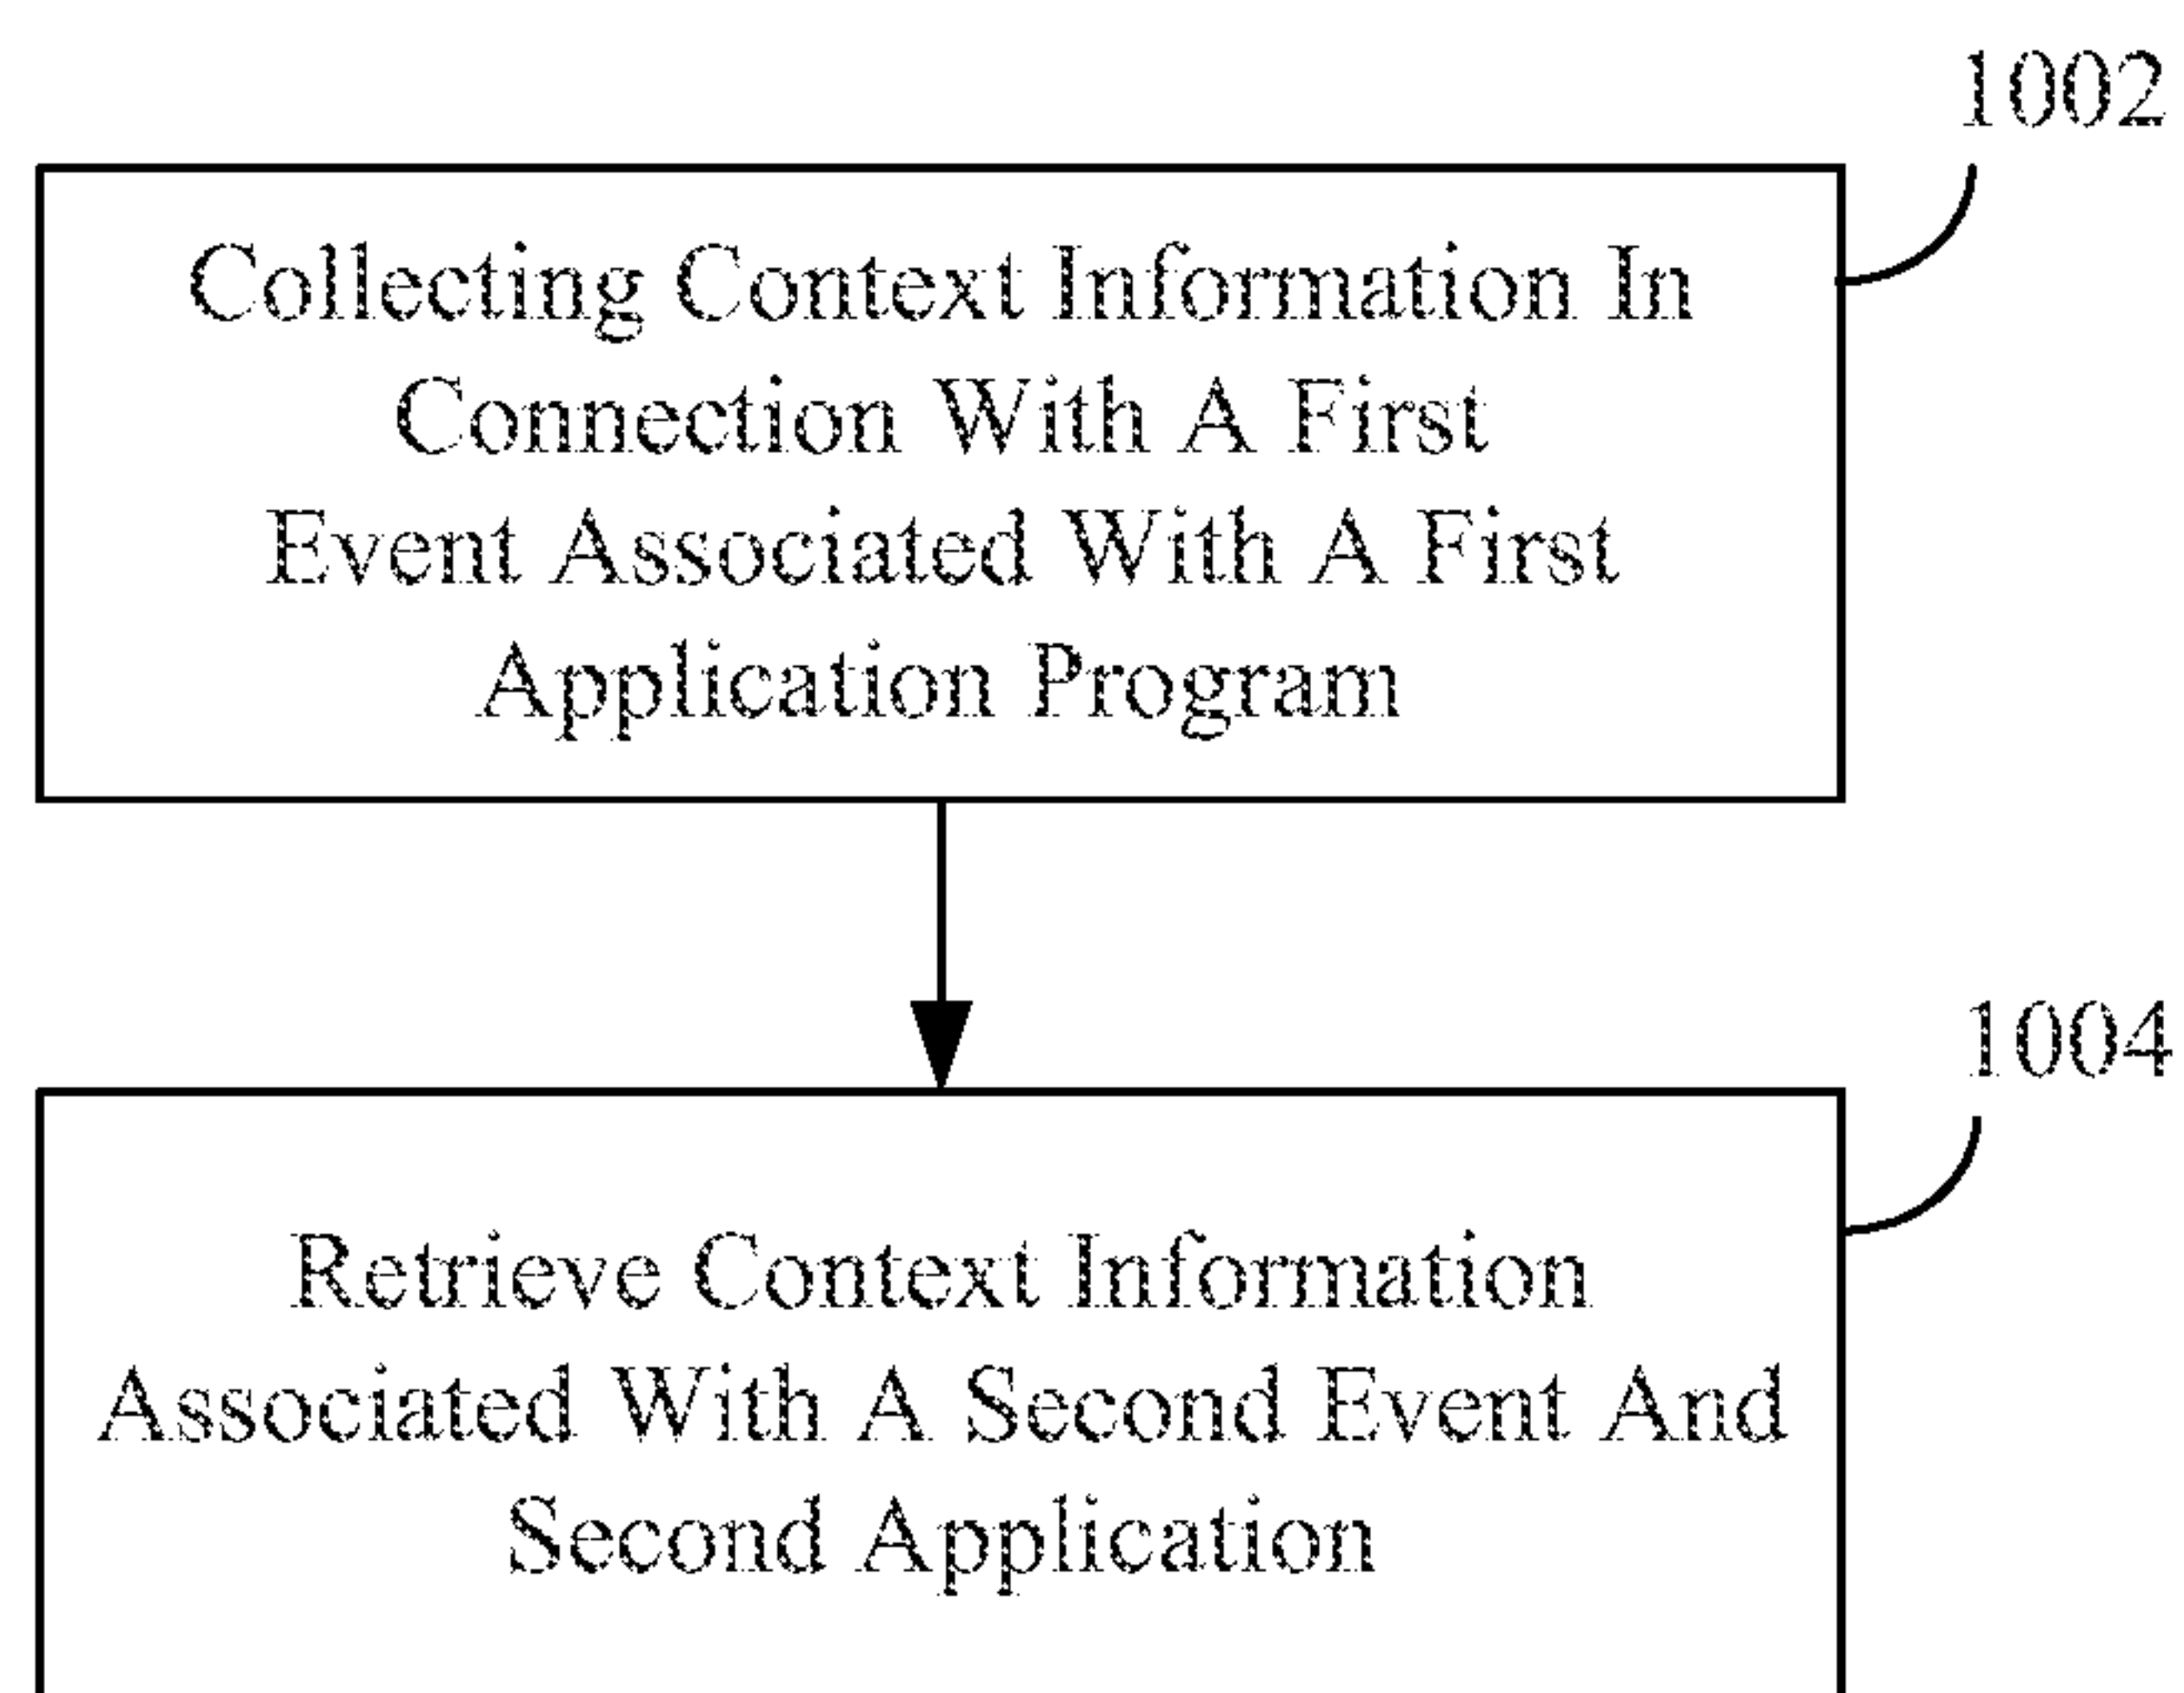 1002
Collecting Context Information In
Connection With A First
Event Associated With A First
Application Program
1004
Retrieve Context Information
Associated With A Second Event And
Second Application